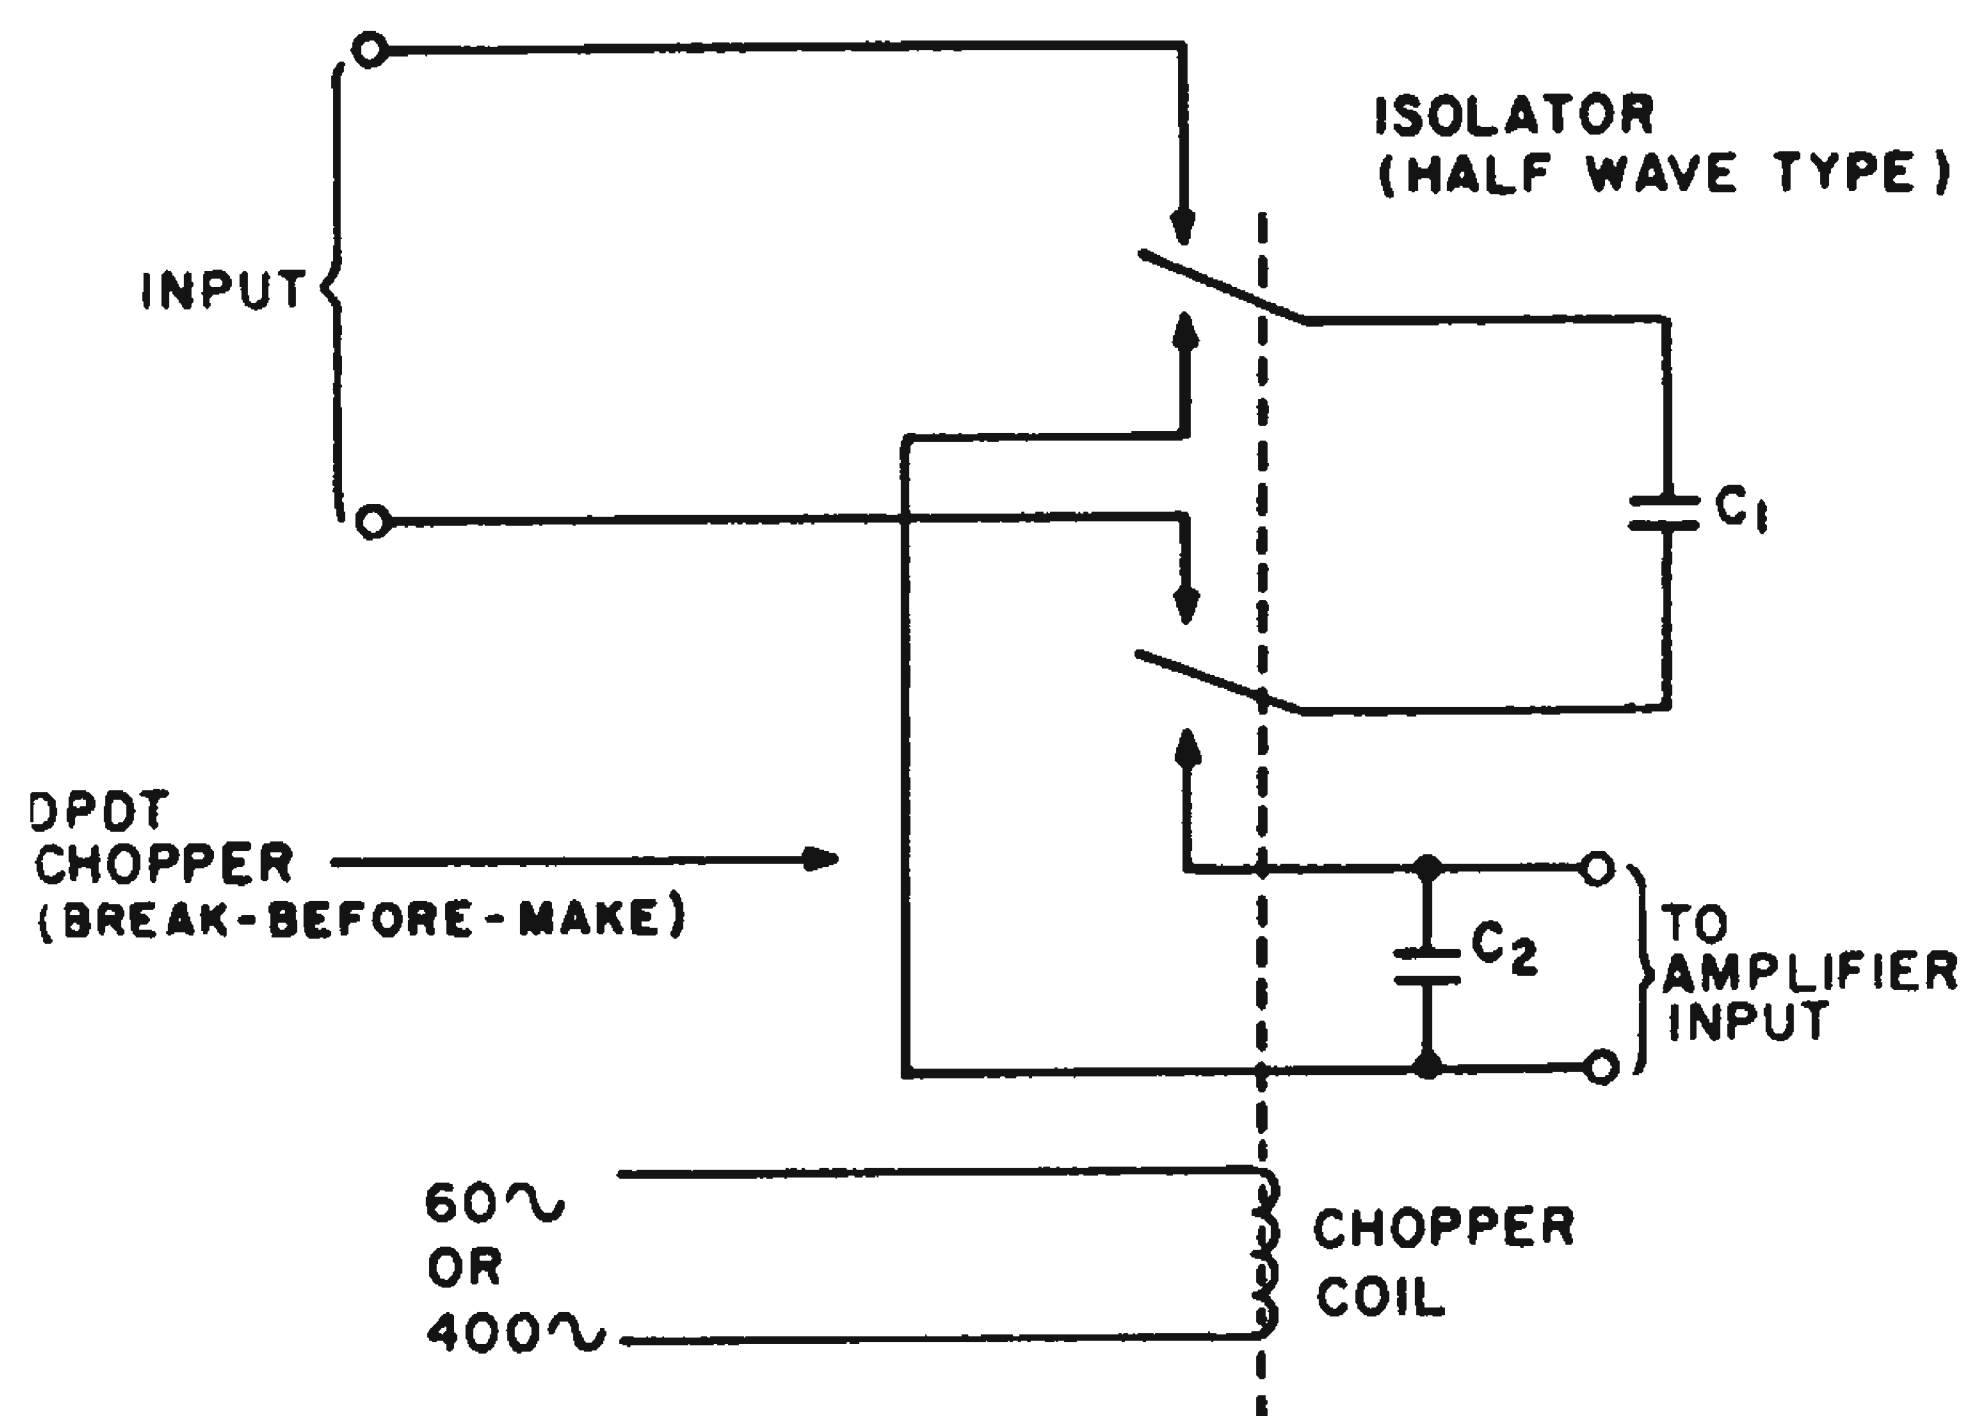 ISOLATOR
(HALF WAVE TYPE)
INPUT
C1
DPDT
CHOPPER
(BREAK-BEFORE-MAKE)
C2
TO
AMPLIFIER
INPUT
60∿
OR
400∿
CHOPPER
COIL